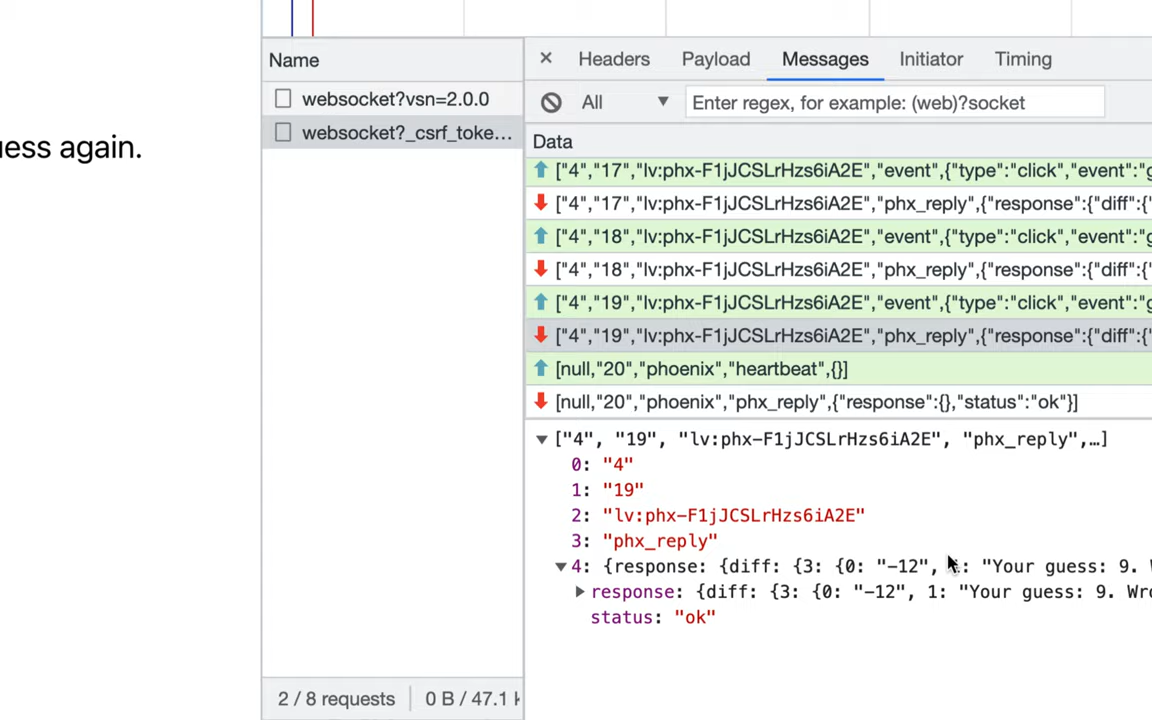 uess again.
Name
websocket?vsn=2.0.0
websocket?_csrf_toke...
2 / 8 requests 0 B / 47.1 k
× Headers Payload Messages Initiator Timing
All ▼ Enter regex, for example: (web)?socket
Data
["4","17","lv:phx-F1jJCSLrHzs6iA2E","event",{"type":"click","event":"g
["4","17","lv:phx-F1jJCSLrHzs6iA2E","phx_reply",{"response":{"diff":{"
["4","18","lv:phx-F1jJCSLrHzs6iA2E","event",{"type":"click","event":"g
["4","18","lv:phx-F1jJCSLrHzs6iA2E","phx_reply",{"response":{"diff":{"
["4","19","lv:phx-F1jJCSLrHzs6iA2E","event",{"type":"click","event":"g
["4","19","lv:phx-F1jJCSLrHzs6iA2E","phx_reply",{"response":{"diff":{"
[null,"20","phoenix","heartbeat",{}]
[null,"20","phoenix","phx_reply",{"response":{},"status":"ok"}]
▼ ["4", "19", "lv:phx-F1jJCSLrHzs6iA2E", "phx_reply",…]
0: "4"
1: "19"
2: "lv:phx-F1jJCSLrHzs6iA2E"
3: "phx_reply"
▼ 4: {response: {diff: {3: {0: "-12", : "Your guess: 9. W
▶ response: {diff: {3: {0: "-12", 1: "Your guess: 9. Wro
status: "ok"